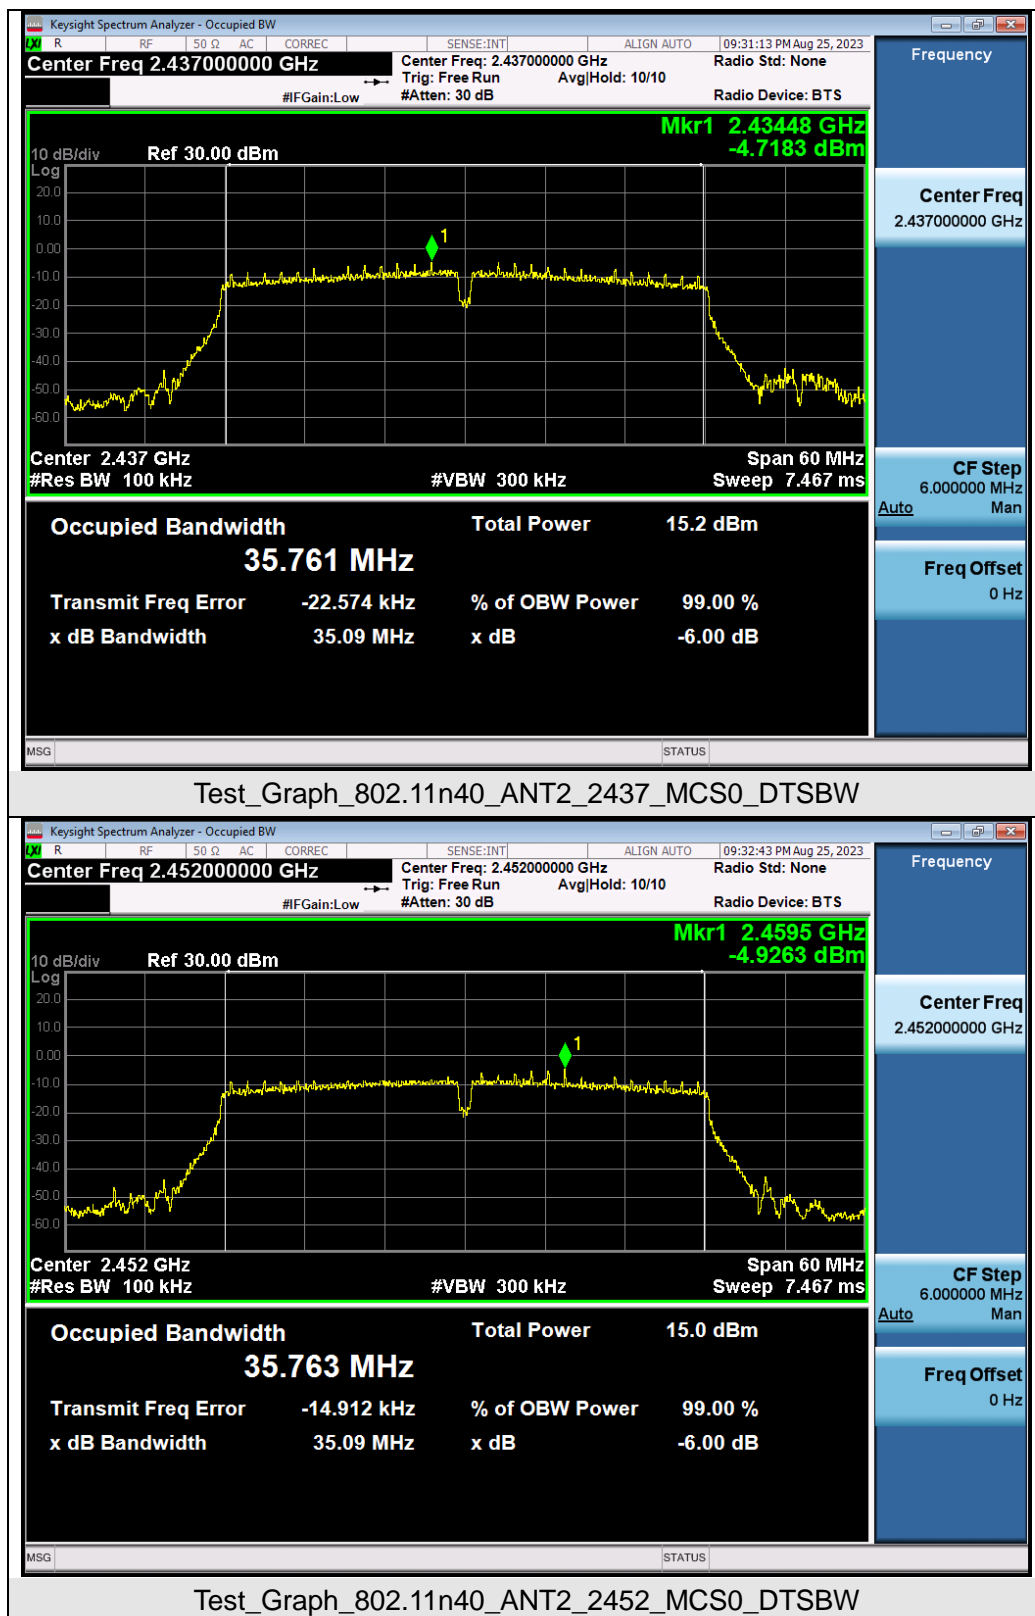 Keysight Spectrum Analyzer - Occupied BW
LXI R RF 50 Ω AC CORREC SENSE:INT ALIGN AUTO 09:31:13 PM Aug 25, 2023
Center Freq 2.437000000 GHz
Center Freq: 2.437000000 GHz Radio Std: None
Trig: Free Run Avg|Hold: 10/10
#IFGain:Low #Atten: 30 dB Radio Device: BTS
Mkr1 2.43448 GHz
-4.7183 dBm
10 dB/div Ref 30.00 dBm
Log
20.0
10.0
0.00
-10.0
-20.0
-30.0
-40.0
-50.0
-60.0
1
Center 2.437 GHz Span 60 MHz
#Res BW 100 kHz #VBW 300 kHz Sweep 7.467 ms
Occupied Bandwidth Total Power 15.2 dBm
35.761 MHz
Transmit Freq Error -22.574 kHz % of OBW Power 99.00 %
x dB Bandwidth 35.09 MHz x dB -6.00 dB
MSG STATUS
Frequency
Center Freq
2.437000000 GHz
CF Step
6.000000 MHz
Auto Man
Freq Offset
0 Hz
Test_Graph_802.11n40_ANT2_2437_MCS0_DTSBW
Keysight Spectrum Analyzer - Occupied BW
LXI R RF 50 Ω AC CORREC SENSE:INT ALIGN AUTO 09:32:43 PM Aug 25, 2023
Center Freq 2.452000000 GHz
Center Freq: 2.452000000 GHz Radio Std: None
Trig: Free Run Avg|Hold: 10/10
#IFGain:Low #Atten: 30 dB Radio Device: BTS
Mkr1 2.4595 GHz
-4.9263 dBm
10 dB/div Ref 30.00 dBm
Log
20.0
10.0
0.00
-10.0
-20.0
-30.0
-40.0
-50.0
-60.0
1
Center 2.452 GHz Span 60 MHz
#Res BW 100 kHz #VBW 300 kHz Sweep 7.467 ms
Occupied Bandwidth Total Power 15.0 dBm
35.763 MHz
Transmit Freq Error -14.912 kHz % of OBW Power 99.00 %
x dB Bandwidth 35.09 MHz x dB -6.00 dB
MSG STATUS
Frequency
Center Freq
2.452000000 GHz
CF Step
6.000000 MHz
Auto Man
Freq Offset
0 Hz
Test_Graph_802.11n40_ANT2_2452_MCS0_DTSBW